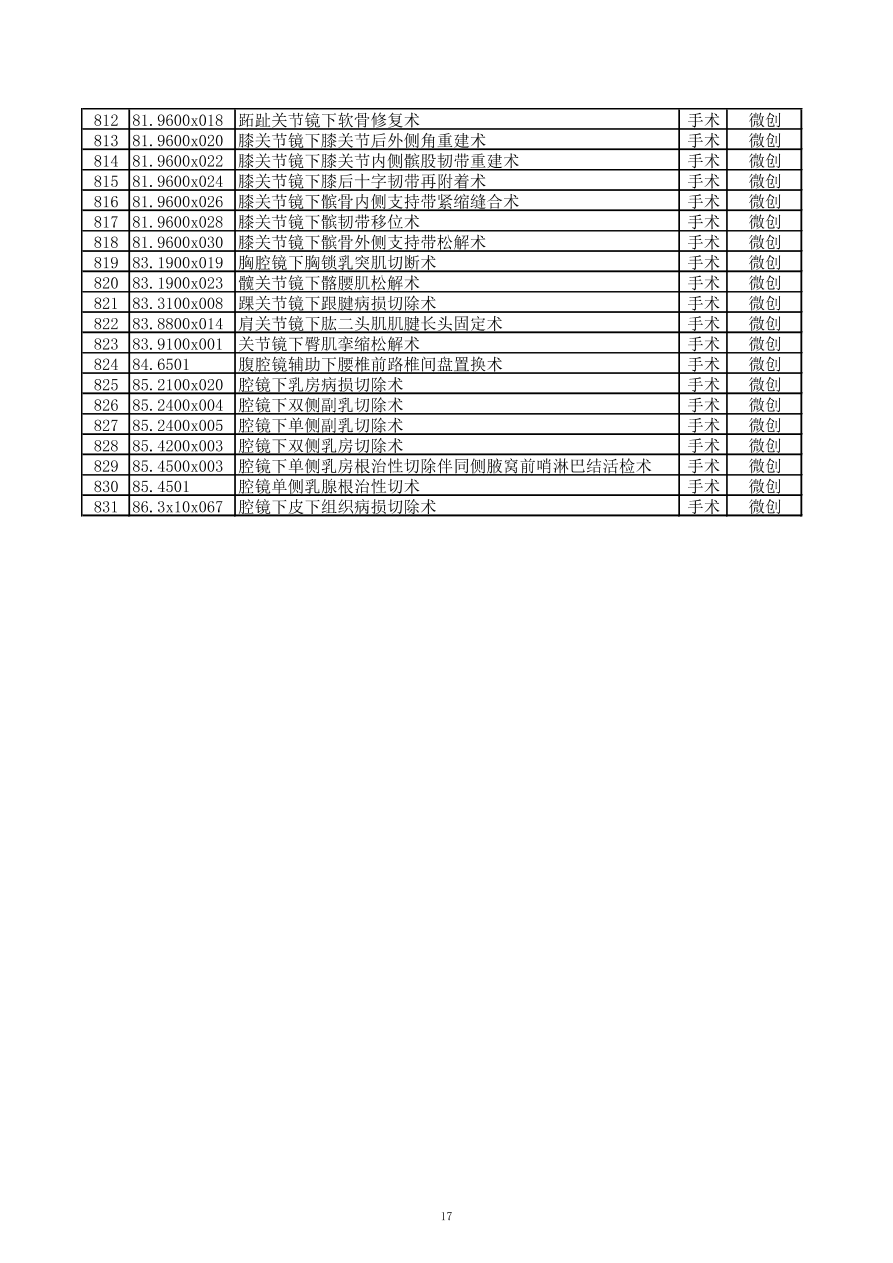 812 81.9600x018 跖趾关节镜下软骨修复术 手术 微创
813 81.9600x020 膝关节镜下膝关节后外侧角重建术 手术 微创
814 81.9600x022 膝关节镜下膝关节内侧髌股韧带重建术 手术 微创
815 81.9600x024 膝关节镜下膝后十字韧带再附着术 手术 微创
816 81.9600x026 膝关节镜下髌骨内侧支持带紧缩缝合术 手术 微创
817 81.9600x028 膝关节镜下髌韧带移位术 手术 微创
818 81.9600x030 膝关节镜下髌骨外侧支持带松解术 手术 微创
819 83.1900x019 胸腔镜下胸锁乳突肌切断术 手术 微创
820 83.1900x023 髋关节镜下髂腰肌松解术 手术 微创
821 83.3100x008 踝关节镜下跟腱病损切除术 手术 微创
822 83.8800x014 肩关节镜下肱二头肌肌腱长头固定术 手术 微创
823 83.9100x001 关节镜下臀肌挛缩松解术 手术 微创
824 84.6501 腹腔镜辅助下腰椎前路椎间盘置换术 手术 微创
825 85.2100x020 腔镜下乳房病损切除术 手术 微创
826 85.2400x004 腔镜下双侧副乳切除术 手术 微创
827 85.2400x005 腔镜下单侧副乳切除术 手术 微创
828 85.4200x003 腔镜下双侧乳房切除术 手术 微创
829 85.4500x003 腔镜下单侧乳房根治性切除伴同侧腋窝前哨淋巴结活检术 手术 微创
830 85.4501 腔镜单侧乳腺根治性切术 手术 微创
831 86.3x10x067 腔镜下皮下组织病损切除术 手术 微创
17